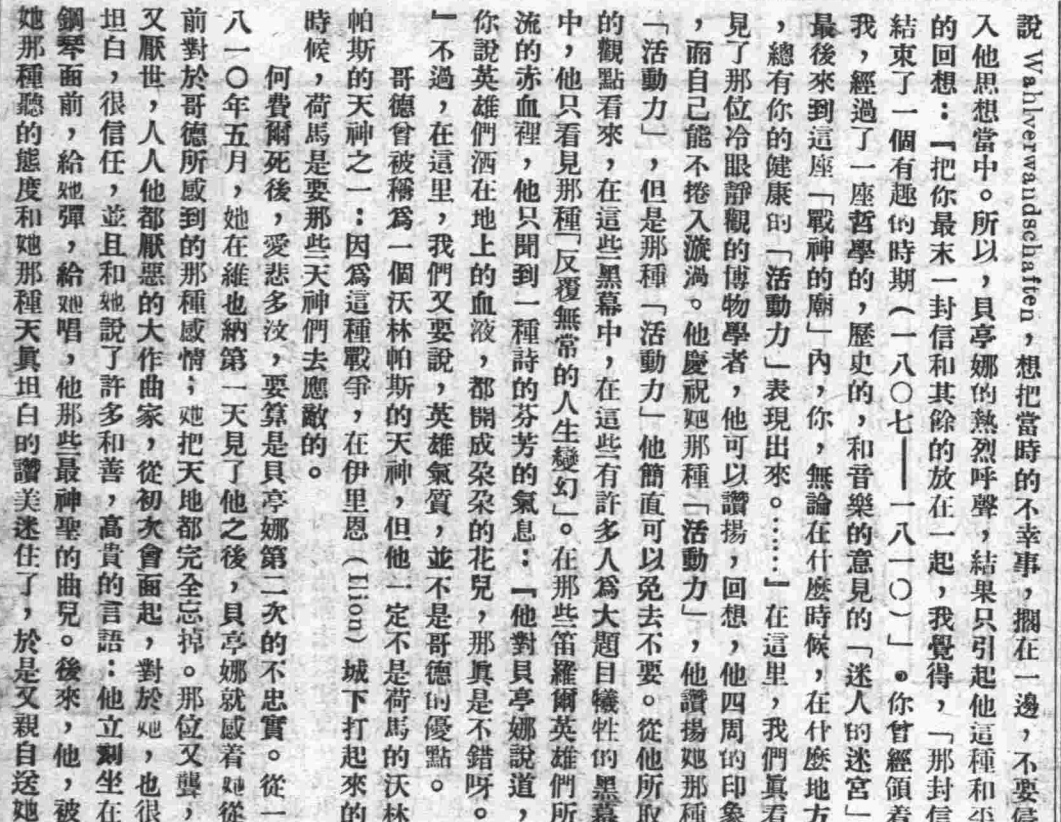 說 Wahlverwandschaften，想把當時的不幸事，擱在一邊，不要侵
入他思想當中。所以，貝亭娜的熱烈呼聲，結果只引起他這種和平
的回想：『把你最末一封信和其餘的放在一起，我覺得，「那封信
結束了一個有趣的時期（一八〇七——一八一〇）」。你曾經領着
我，經過了一座哲學的，歷史的，和音樂的意見的「迷人的迷宮」
最後來到這座「戰神的廟」內，你，無論在什麼時候，在什麼地方
，總有你的健康的「活動力」表現出來。……』在這里，我們眞看
見了那位冷眼靜觀的博物學者，他可以讚揚，回想，他四周的印象
，而自己能不捲入漩渦。他慶祝她那種「活動力」，他讚揚她那種
「活動力」，但是那種「活動力」他簡直可以免去不要。從他所取
的觀點看來，在這些黑幕中，在這些有許多人爲大題目犧牲的黑幕
中，他只看見那種「反覆無常的人生變幻」。在那些笛羅爾英雄們所
流的赤血裡，他只聞到一種詩的芬芳的氣息：『他對貝亭娜說道，
你說英雄們洒在地上的血液，都開成朵朵的花兒，那眞是不錯呀。
』不過，在這里，我們又要說，英雄氣質，並不是哥德的優點。
哥德曾被稱爲一個沃林帕斯的天神，但他一定不是荷馬的沃林
帕斯的天神之一：因爲這種戰爭，在伊里恩（Ilion）城下打起來的
時候，荷馬是要那些天神們去應敵的。
何費爾死後，愛悲多汶，要算是貝亭娜第二次的不忠實。從一
八一〇年五月，她在維也納第一天見了他之後，貝亭娜就感着她從
前對於哥德所感到的那種感情；她把天地都完全忘掉。那位又聾，
又厭世，人人他都厭惡的大作曲家，從初次會面起，對於她，也很
坦白，很信任，並且和她說了許多和善，高貴的言語：他立刻坐在
鋼琴面前，給她彈，給她唱，他那些最神聖的曲兒。後來，他，被
她那種聽的態度和她那種天眞坦白的讚美迷住了，於是又親自送她